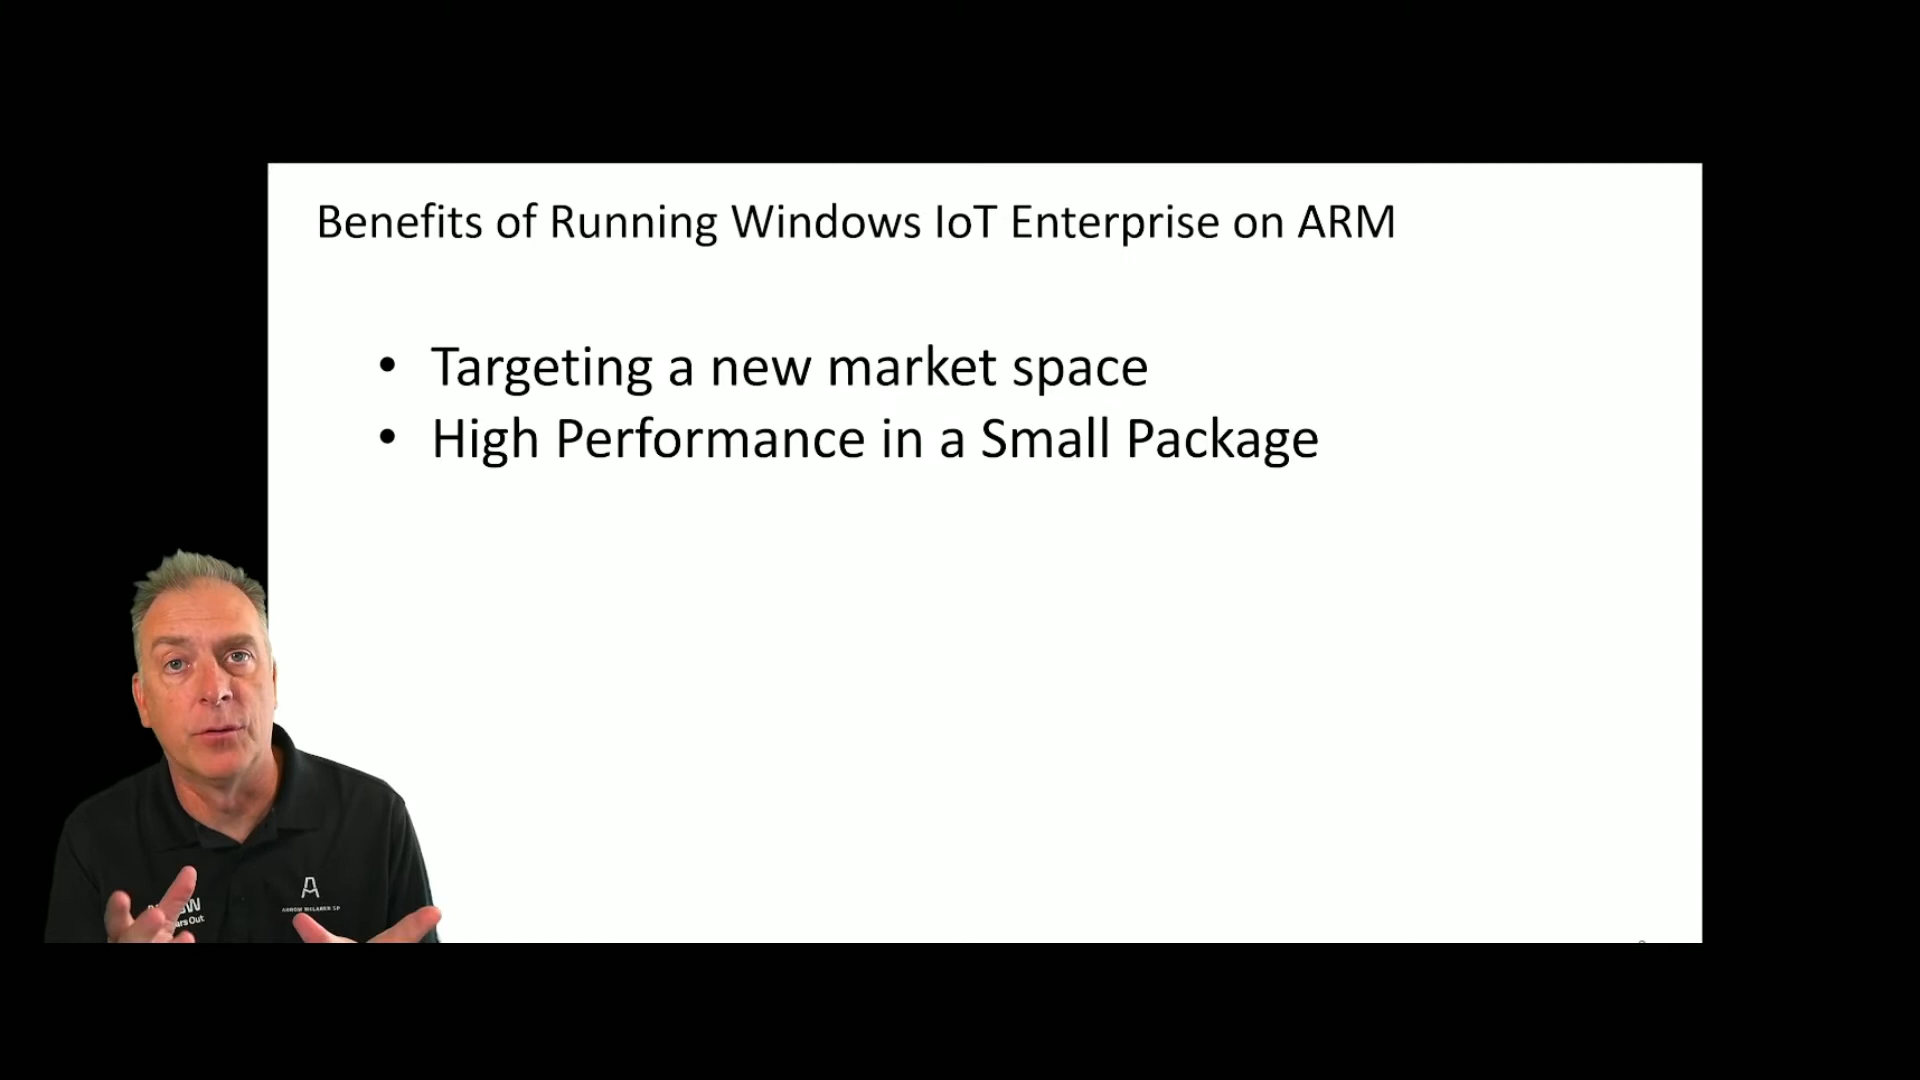 Benefits of Running Windows IoT Enterprise on ARM
• Targeting a new market space
• High Performance in a Small Package